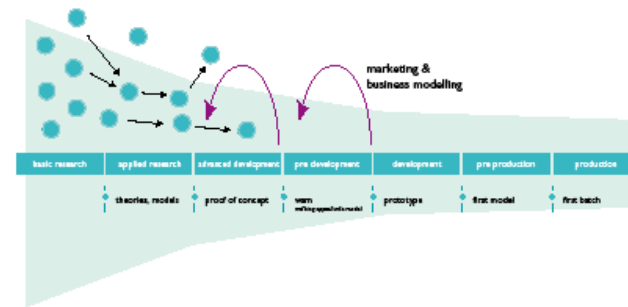 marketing &
business modelling
basic research applied research advanced development pre development development pre production production
theories, models proof of concept wam prototype first model first batch